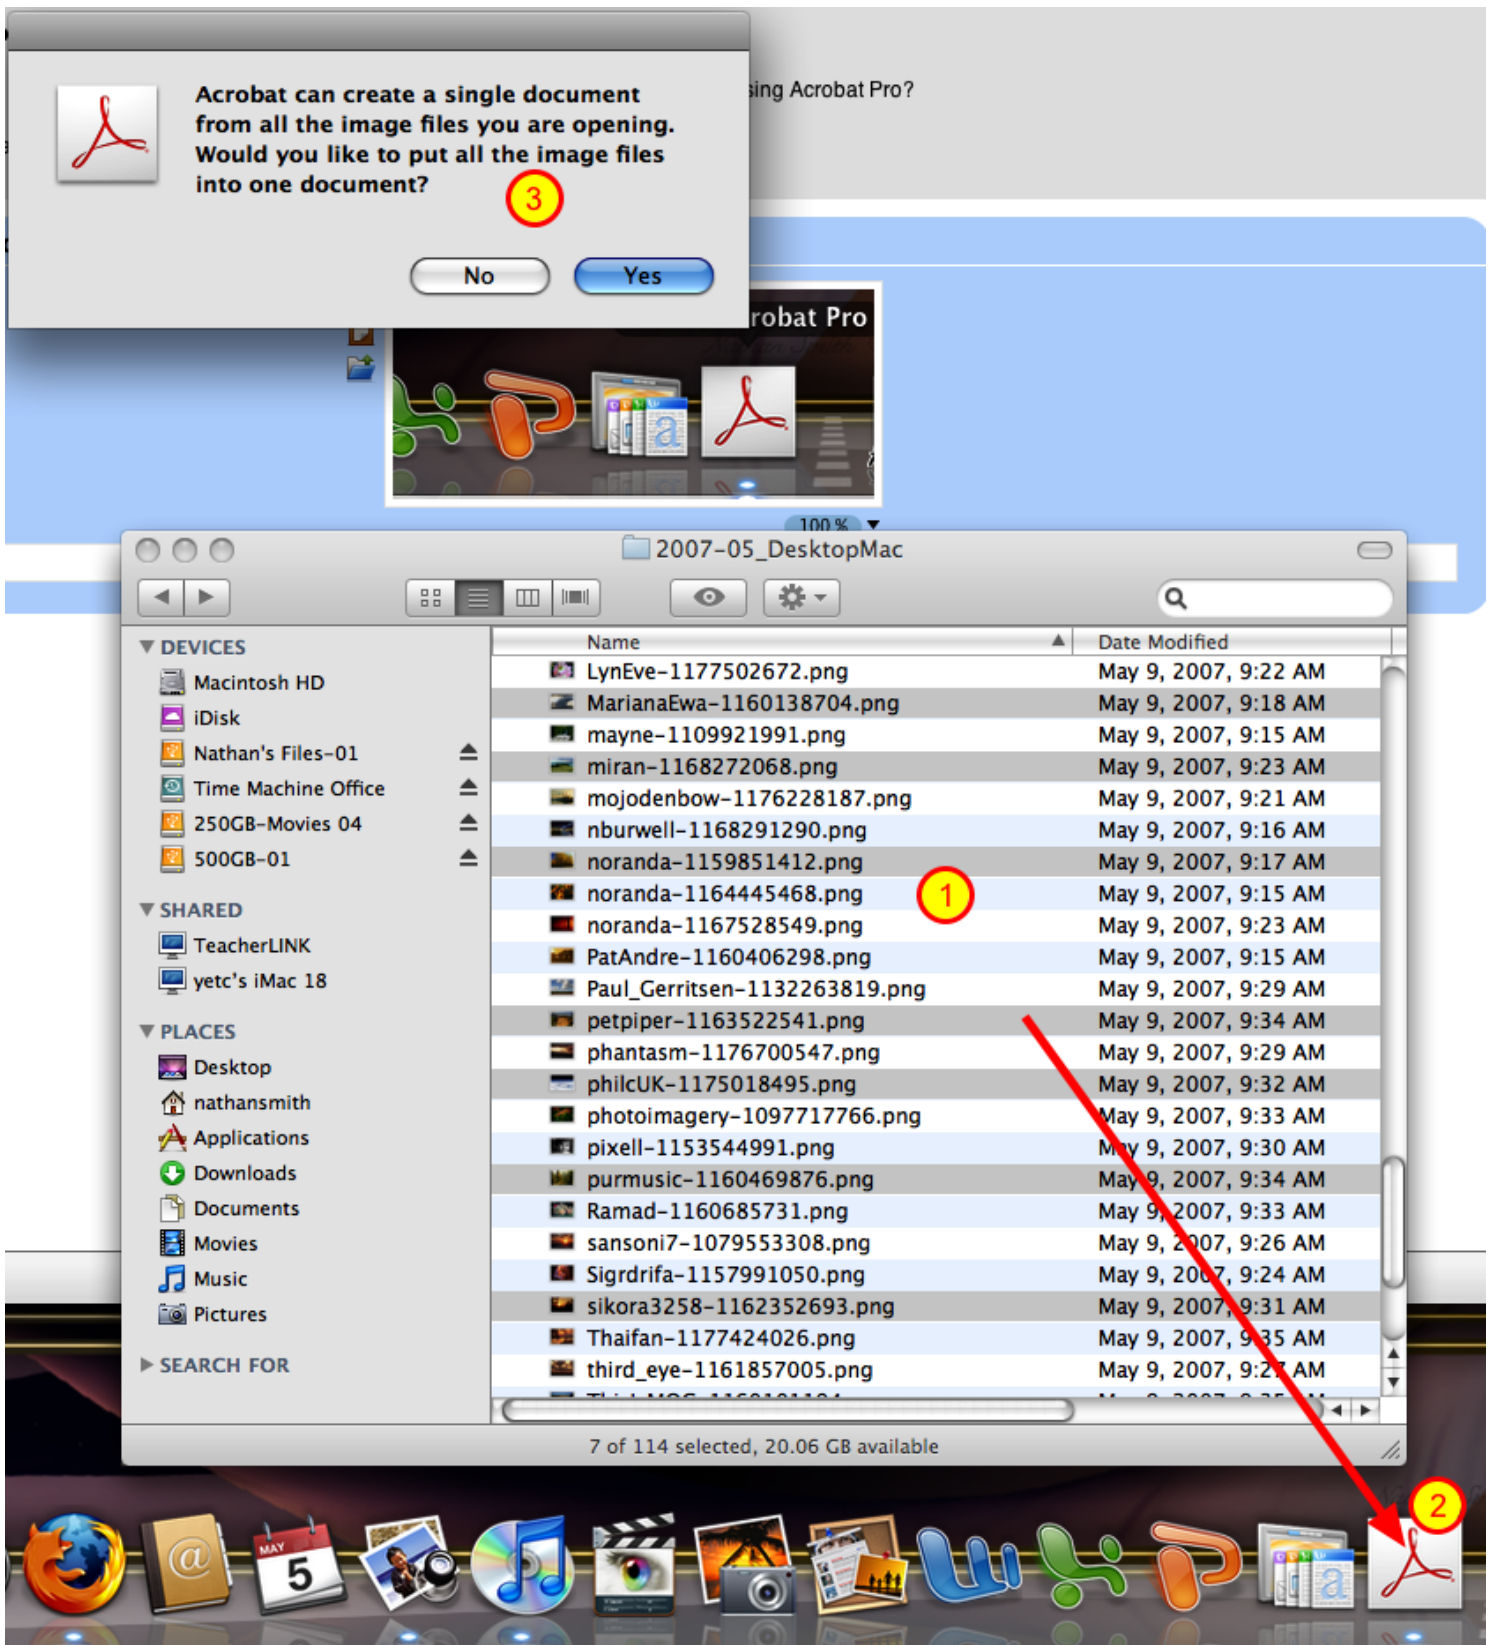 Acrobat can create a single document
from all the image files you are opening.
Would you like to put all the image files
into one document?
3
No
Yes
sing Acrobat Pro?
robat Pro
100 %
2007-05_DesktopMac
DEVICES
Macintosh HD
iDisk
Nathan's Files-01
Time Machine Office
250GB-Movies 04
500GB-01
SHARED
TeacherLINK
yetc's iMac 18
PLACES
Desktop
nathansmith
Applications
Downloads
Documents
Movies
Music
Pictures
SEARCH FOR
Name Date Modified
LynEve-1177502672.png May 9, 2007, 9:22 AM
MarianaEwa-1160138704.png May 9, 2007, 9:18 AM
mayne-1109921991.png May 9, 2007, 9:15 AM
miran-1168272068.png May 9, 2007, 9:23 AM
mojodenbow-1176228187.png May 9, 2007, 9:21 AM
nburwell-1168291290.png May 9, 2007, 9:16 AM
noranda-1159851412.png May 9, 2007, 9:17 AM
noranda-1164445468.png 1 May 9, 2007, 9:15 AM
noranda-1167528549.png May 9, 2007, 9:23 AM
PatAndre-1160406298.png May 9, 2007, 9:15 AM
Paul_Gerritsen-1132263819.png May 9, 2007, 9:29 AM
petpiper-1163522541.png May 9, 2007, 9:34 AM
phantasm-1176700547.png May 9, 2007, 9:29 AM
philcUK-1175018495.png May 9, 2007, 9:32 AM
photoimagery-1097717766.png May 9, 2007, 9:33 AM
pixell-1153544991.png May 9, 2007, 9:30 AM
purmusic-1160469876.png May 9, 2007, 9:34 AM
Ramad-1160685731.png May 9, 2007, 9:33 AM
sansoni7-1079553308.png May 9, 2007, 9:26 AM
Sigrdrifa-1157991050.png May 9, 2007, 9:24 AM
sikora3258-1162352693.png May 9, 2007, 9:31 AM
Thaifan-1177424026.png May 9, 2007, 9:35 AM
third_eye-1161857005.png May 9, 2007, 9:27 AM
7 of 114 selected, 20.06 GB available
2
MAY
5